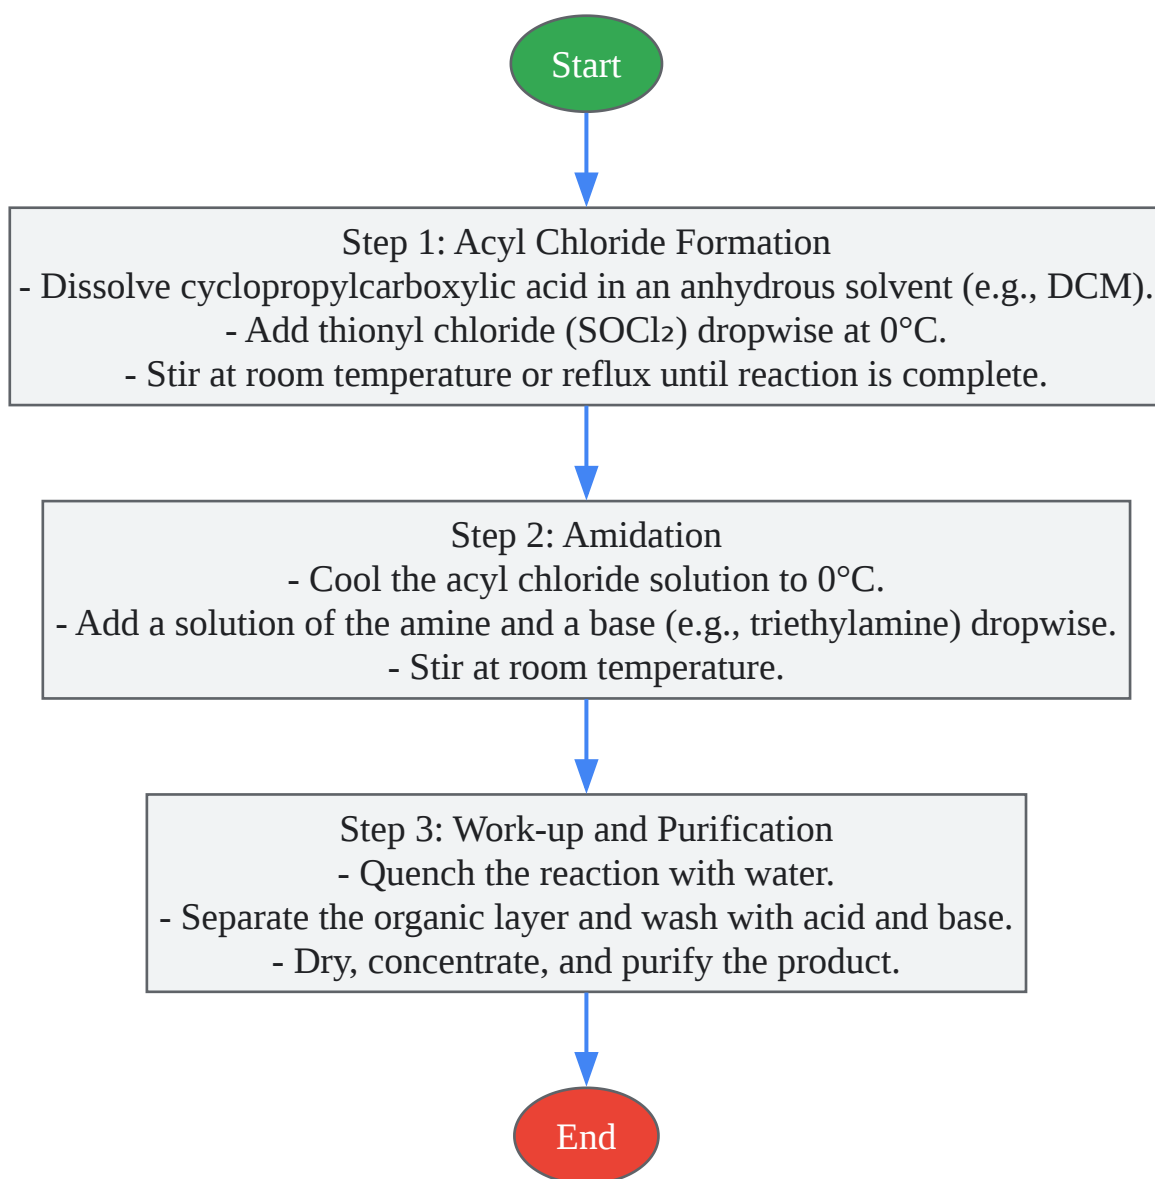 Start
Step 1: Acyl Chloride Formation
- Dissolve cyclopropylcarboxylic acid in an anhydrous solvent (e.g., DCM).
- Add thionyl chloride (SOCl₂) dropwise at 0°C.
- Stir at room temperature or reflux until reaction is complete.
Step 2: Amidation
- Cool the acyl chloride solution to 0°C.
- Add a solution of the amine and a base (e.g., triethylamine) dropwise.
- Stir at room temperature.
Step 3: Work-up and Purification
- Quench the reaction with water.
- Separate the organic layer and wash with acid and base.
- Dry, concentrate, and purify the product.
End